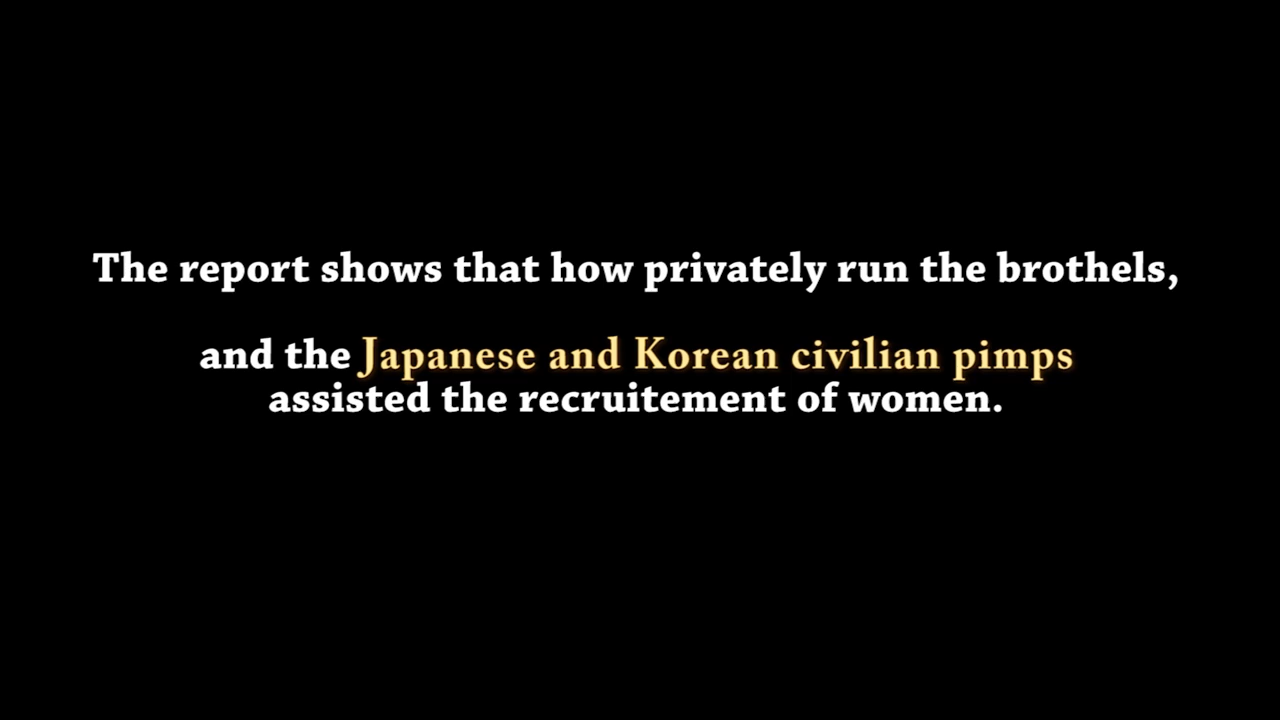 The report shows that how privately run the brothels,
and the Japanese and Korean civilian pimps
assisted the recruitement of women.